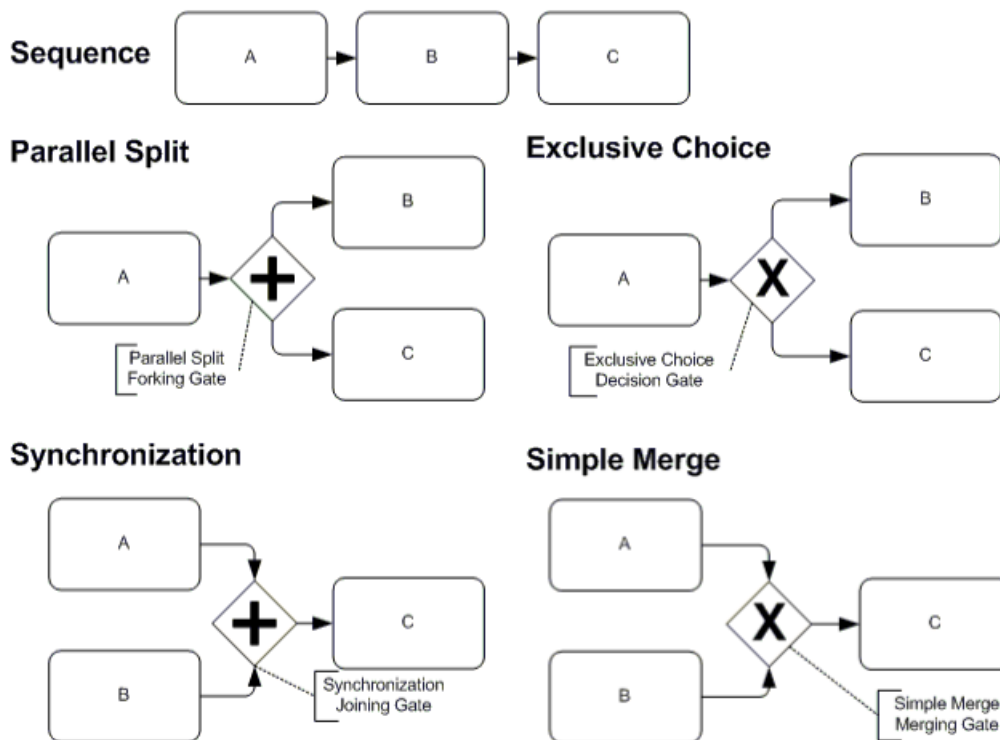 Sequence
A
B
C
Parallel Split
A
+
B
C
Parallel Split
Forking Gate
Exclusive Choice
A
X
B
C
Exclusive Choice
Decision Gate
Synchronization
A
B
+
C
Synchronization
Joining Gate
Simple Merge
A
B
X
C
Simple Merge
Merging Gate